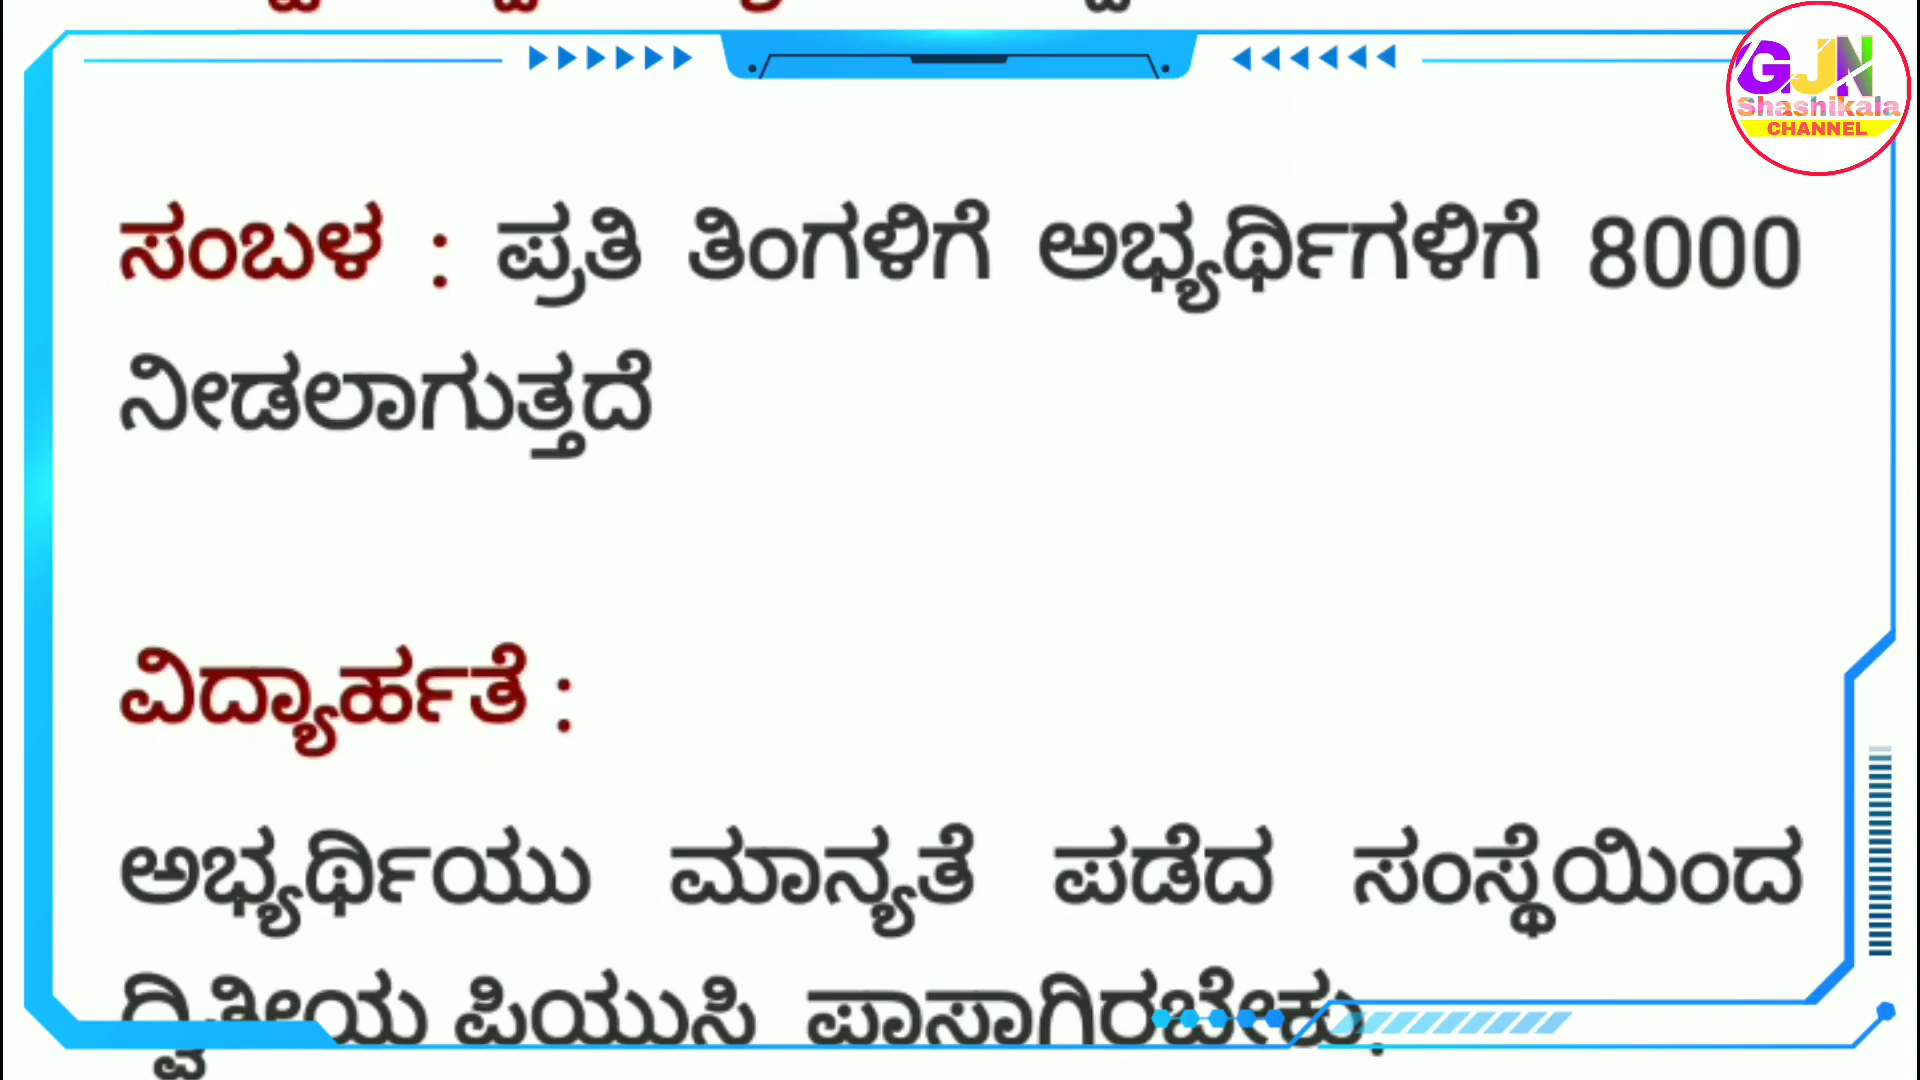 GJN
Shashikala
CHANNEL
ಸಂಬಳ : ಪ್ರತಿ ತಿಂಗಳಿಗೆ ಅಭ್ಯರ್ಥಿಗಳಿಗೆ 8000
ನೀಡಲಾಗುತ್ತದೆ
ವಿದ್ಯಾರ್ಹತೆ :
ಅಭ್ಯರ್ಥಿಯು ಮಾನ್ಯತೆ ಪಡೆದ ಸಂಸ್ಥೆಯಿಂದ
ದ್ವಿತೀಯ ಪಿಯುಸಿ ಪಾಸಾಗಿರಬೇಕು.